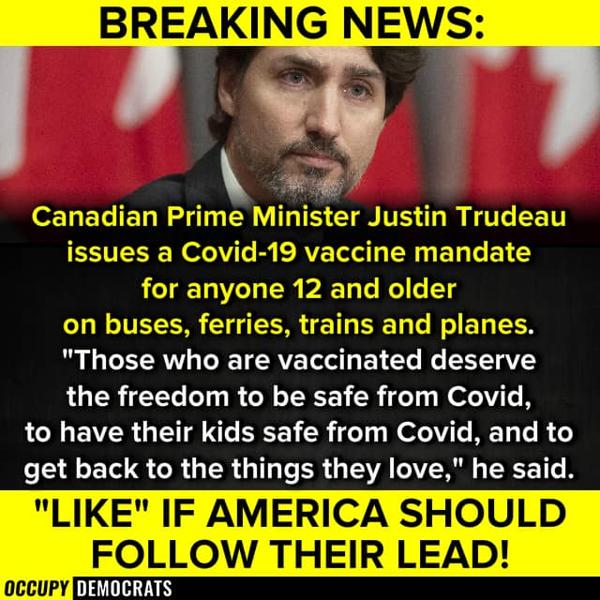 BREAKING NEWS:
Canadian Prime Minister Justin Trudeau
issues a Covid-19 vaccine mandate
for anyone 12 and older
on buses, ferries, trains and planes.
"Those who are vaccinated deserve
the freedom to be safe from Covid,
to have their kids safe from Covid, and to
get back to the things they love," he said.
"LIKE" IF AMERICA SHOULD
FOLLOW THEIR LEAD!
OCCUPY DEMOCRATS